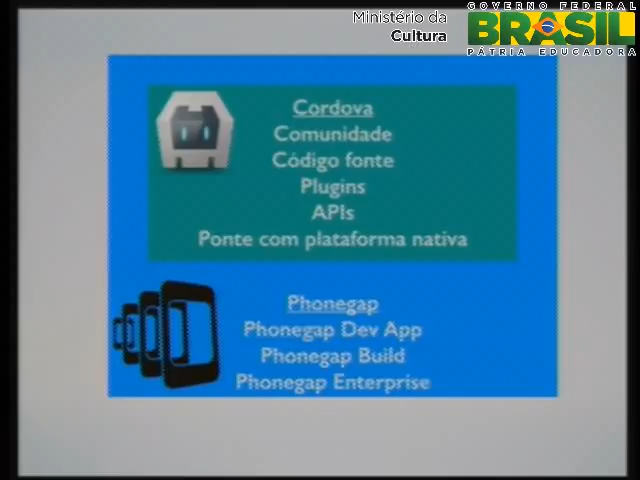 Ministério da
Cultura
GOVERNO FEDERAL
BRASIL
PÁTRIA EDUCADORA
Cordova
Comunidade
Código fonte
Plugins
APIs
Ponte com plataforma nativa
Phonegap
Phonegap Dev App
Phonegap Build
Phonegap Enterprise